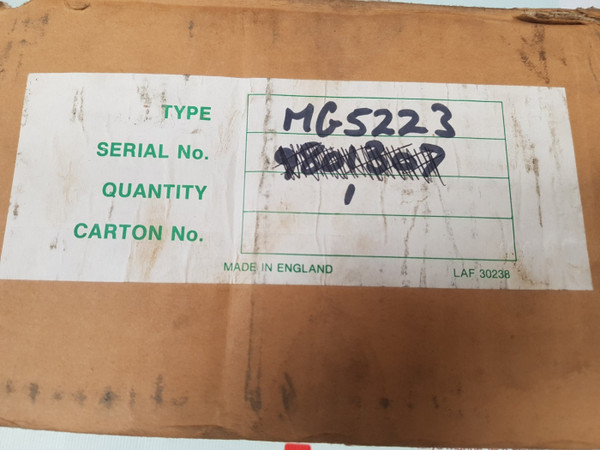 TYPE MG5223
SERIAL No.
QUANTITY 1
CARTON No.
MADE IN ENGLAND LAF 30238